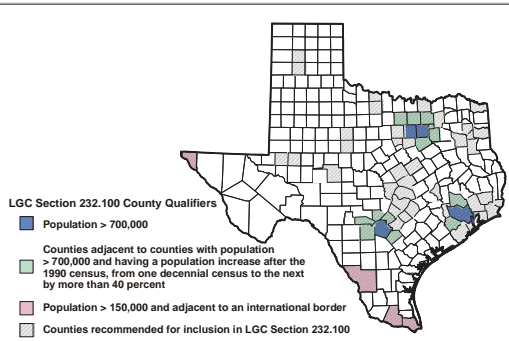 LGC Section 232.100 County Qualifiers
Population > 700,000
Counties adjacent to counties with population
> 700,000 and having a population increase after the
1990 census, from one decennial census to the next
by more than 40 percent
Population > 150,000 and adjacent to an international border
Counties recommended for inclusion in LGC Section 232.100